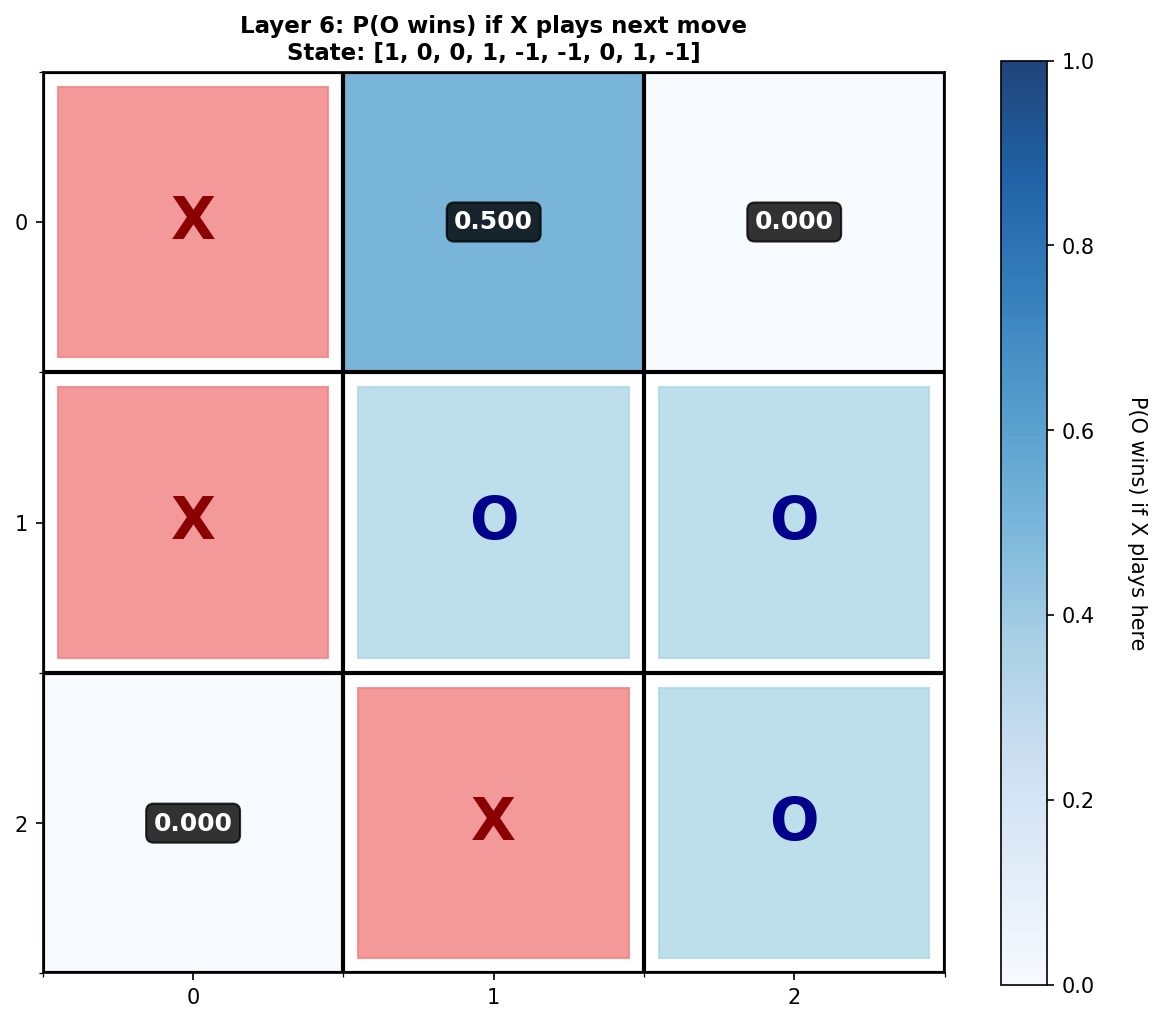 Layer 6: P(O wins) if X plays next move
State: [1, 0, 0, 1, -1, -1, 0, 1, -1]
0
X
0.500
0.000
1
X
O
O
2
0.000
X
O
0
1
2
1.0
0.8
0.6
0.4
0.2
0.0
P(O wins) if X plays here